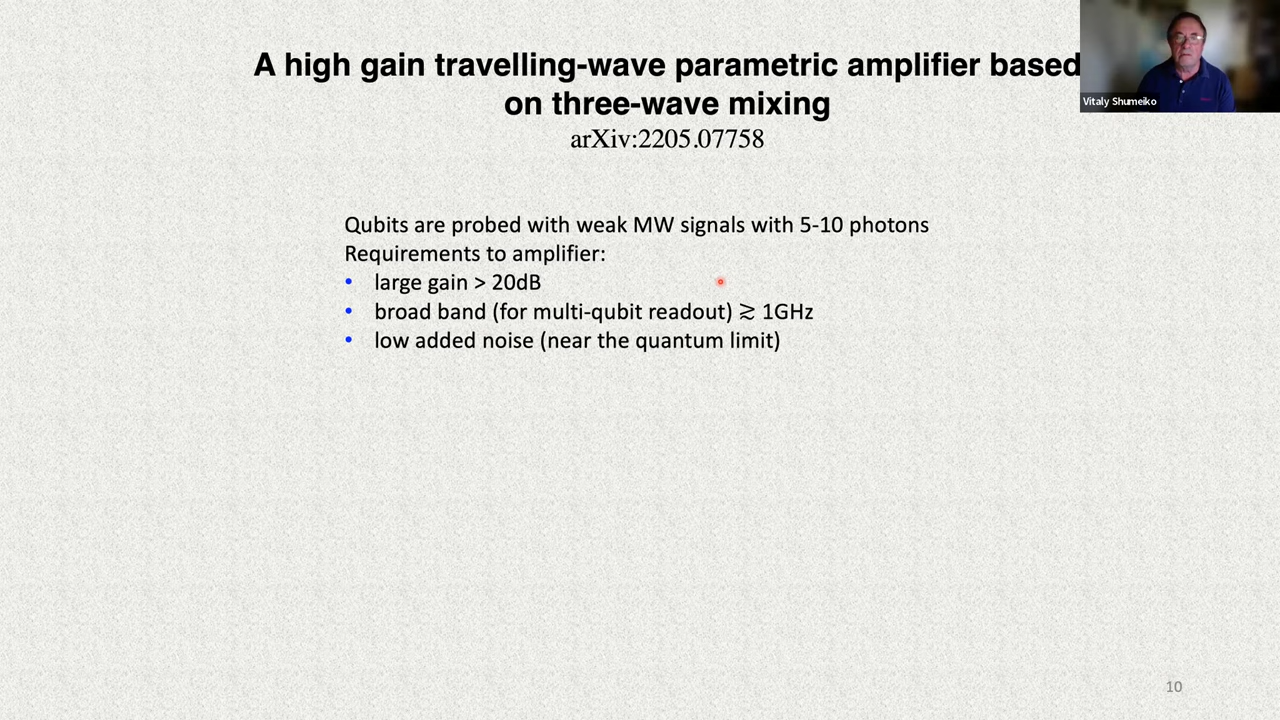 A high gain travelling-wave parametric amplifier based
on three-wave mixing
arXiv:2205.07758
Vitaly Shumeiko
Qubits are probed with weak MW signals with 5-10 photons
Requirements to amplifier:
• large gain > 20dB
• broad band (for multi-qubit readout) ≳ 1GHz
• low added noise (near the quantum limit)
10